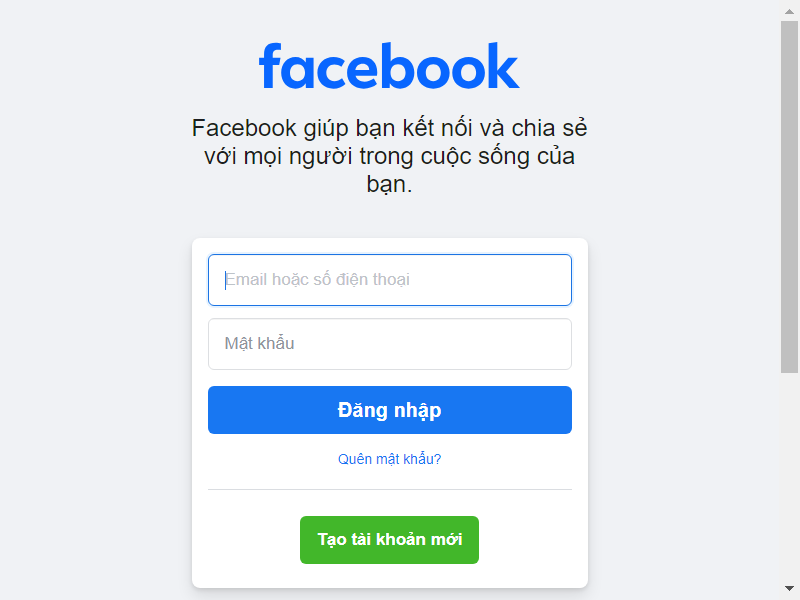 facebook
Facebook giúp bạn kết nối và chia sẻ
với mọi người trong cuộc sống của
bạn.
Email hoặc số điện thoại
Mật khẩu
Đăng nhập
Quên mật khẩu?
Tạo tài khoản mới